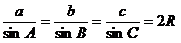 a/sin A = b/sin B = c/sin C = 2R